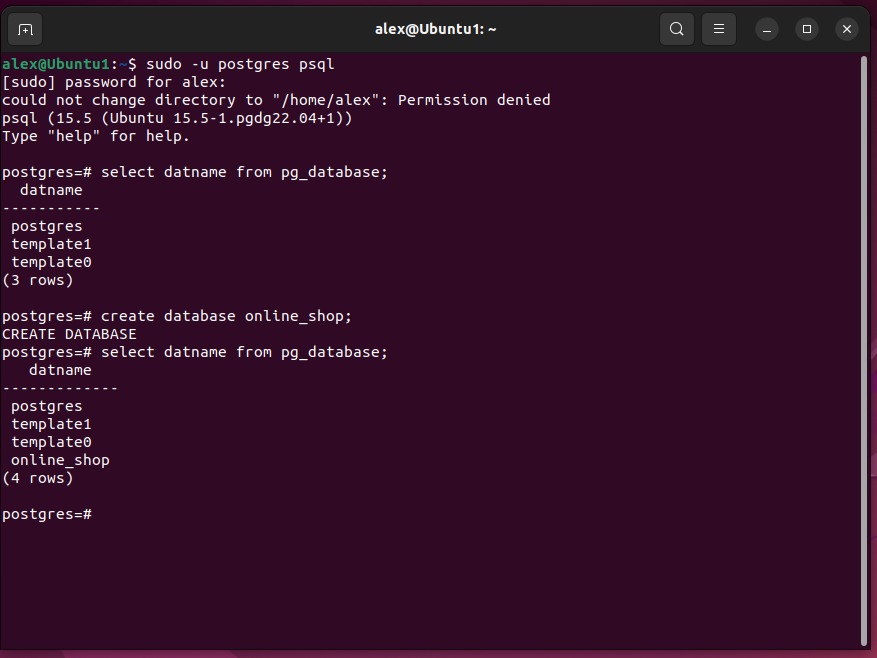 alex@Ubuntu1: ~
alex@Ubuntu1:~$ sudo -u postgres psql
[sudo] password for alex:
could not change directory to "/home/alex": Permission denied
psql (15.5 (Ubuntu 15.5-1.pgdg22.04+1))
Type "help" for help.

postgres=# select datname from pg_database;
  datname
-----------
 postgres
 template1
 template0
(3 rows)

postgres=# create database online_shop;
CREATE DATABASE
postgres=# select datname from pg_database;
   datname
-------------
 postgres
 template1
 template0
 online_shop
(4 rows)

postgres=#